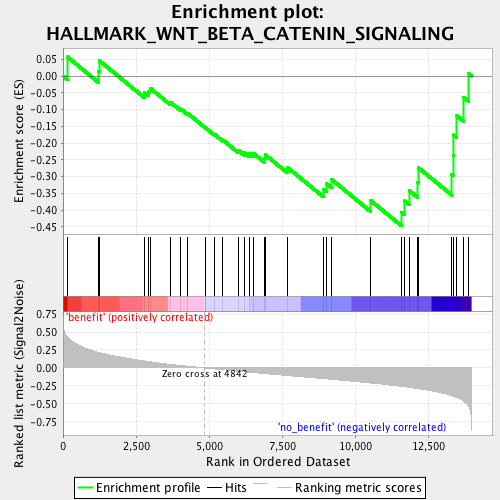 Enrichment plot:
HALLMARK_WNT_BETA_CATENIN_SIGNALING
Enrichment score (ES)
0.05
0.00
-0.05
-0.10
-0.15
-0.20
-0.25
-0.30
-0.35
-0.40
-0.45
'benefit' (positively correlated)
Ranked list metric (Signal2Noise)
0.75
0.50
0.25
0.00
-0.25
-0.50
-0.75
Zero cross at 4842
'no_benefit' (negatively correlated)
0
2,500
5,000
7,500
10,000
12,500
Rank in Ordered Dataset
Enrichment profile
Hits
Ranking metric scores